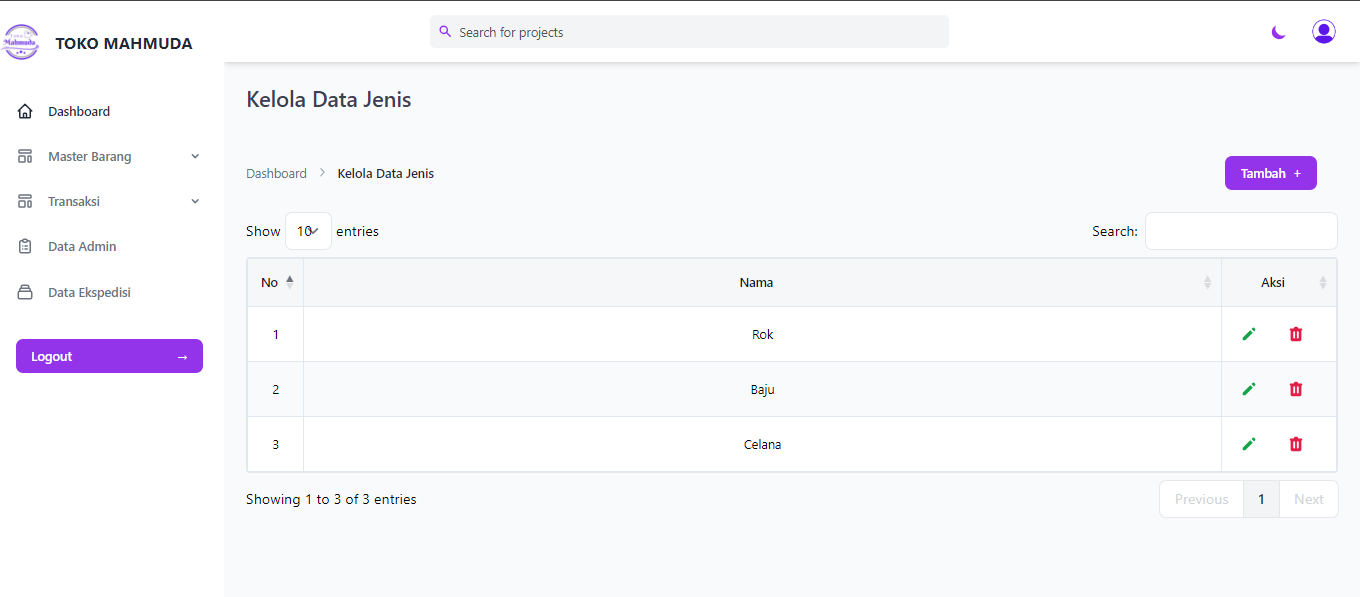 Mahmuda
TOKO MAHMUDA
Search for projects
Dashboard
Master Barang
Transaksi
Data Admin
Data Ekspedisi
Logout →
Kelola Data Jenis
Dashboard > Kelola Data Jenis
Tambah +
Show 10 entries
Search:
No Nama Aksi
1 Rok
2 Baju
3 Celana
Showing 1 to 3 of 3 entries
Previous 1 Next